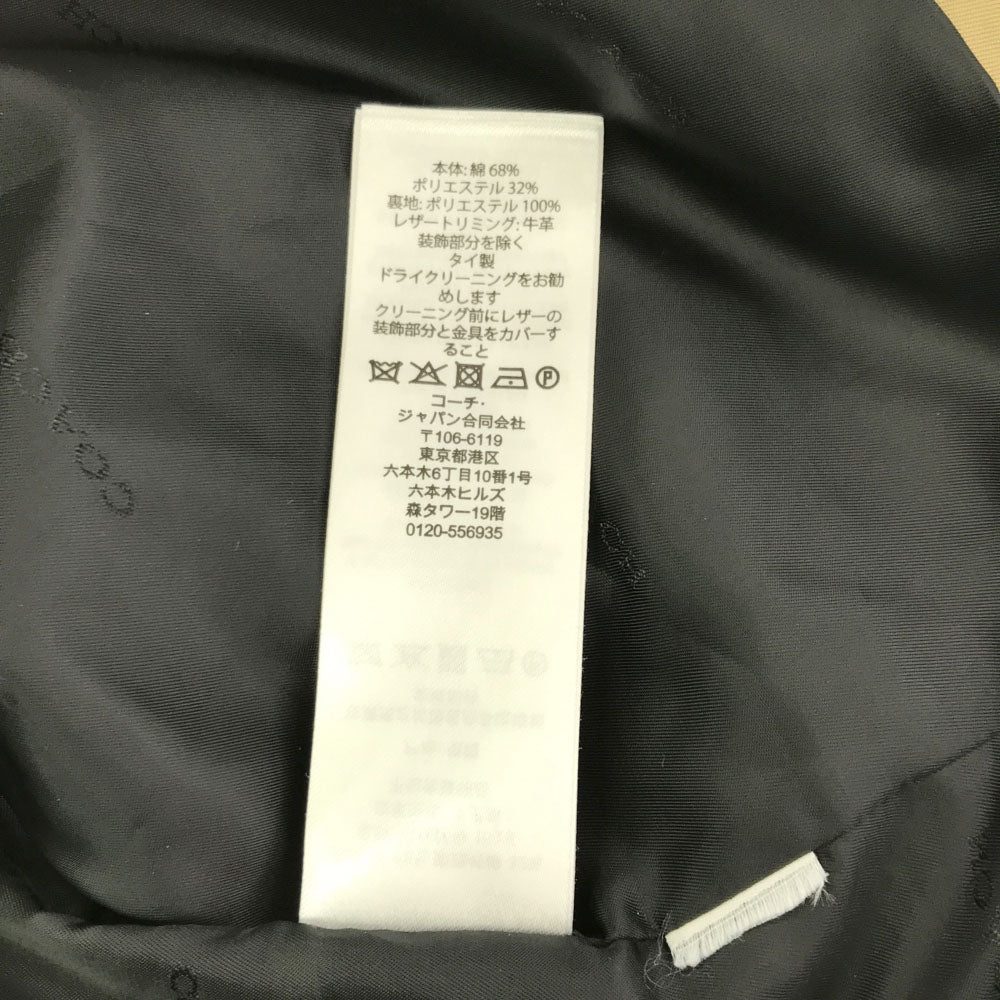 本体: 綿 68%
ポリエステル 32%
裏地: ポリエステル 100%
レザートリミング: 牛革
装飾部分を除く
タイ製
ドライクリーニングをお勧
めします
クリーニング前にレザーの
装飾部分と金具をカバーす
ること
P
コーチ・
ジャパン合同会社
〒106-6119
東京都港区
六本木6丁目10番1号
六本木ヒルズ
森タワー19階
0120-556935
COACH